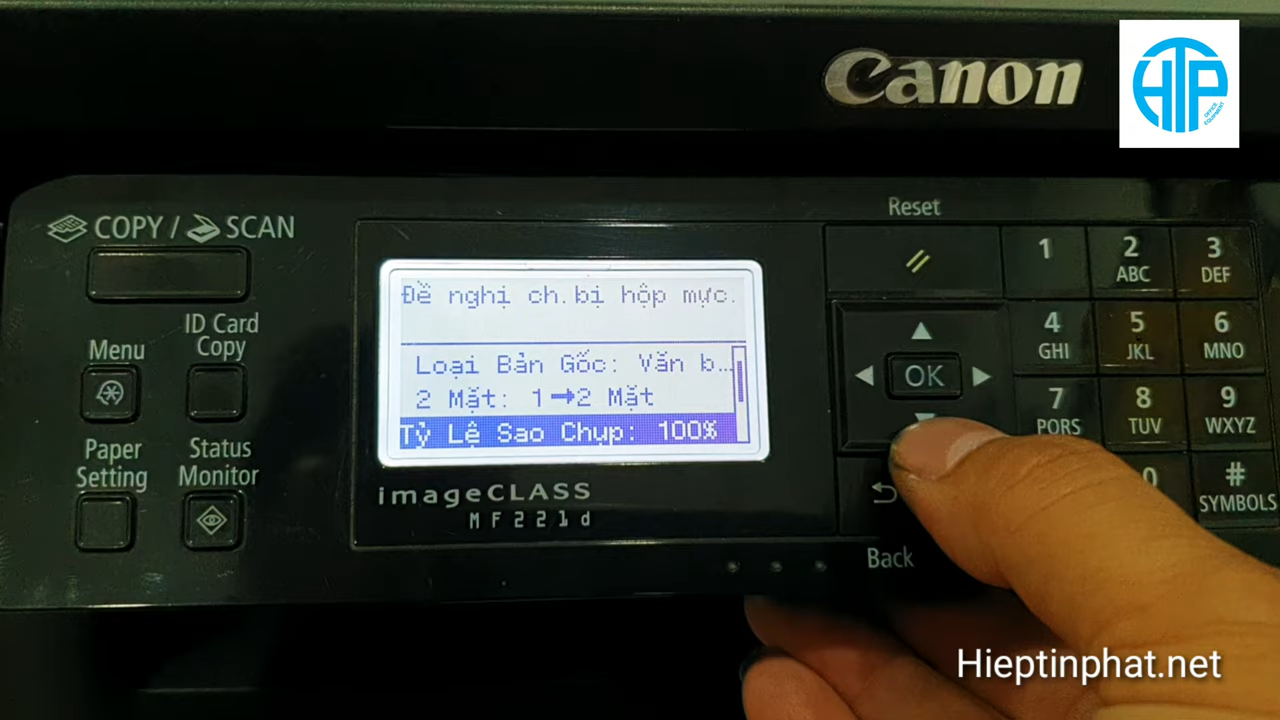 Canon
HTP
OFFICE EQUIPMENT
Reset
COPY / SCAN
1
2
3
ABC
DEF
Đề nghị ch.bị hộp mực.
ID Card
Copy
Menu
4
5
6
GHI
JKL
MNO
Loại Bản Gốc: Văn b...
OK
2 Mặt: 1➞2 Mặt
7
8
9
PQRS
TUV
WXYZ
Tỷ Lệ Sao Chụp: 100%
Paper
Setting
Status
Monitor
0
#
SYMBOLS
imageCLASS
MF221d
Back
Hieptinphat.net